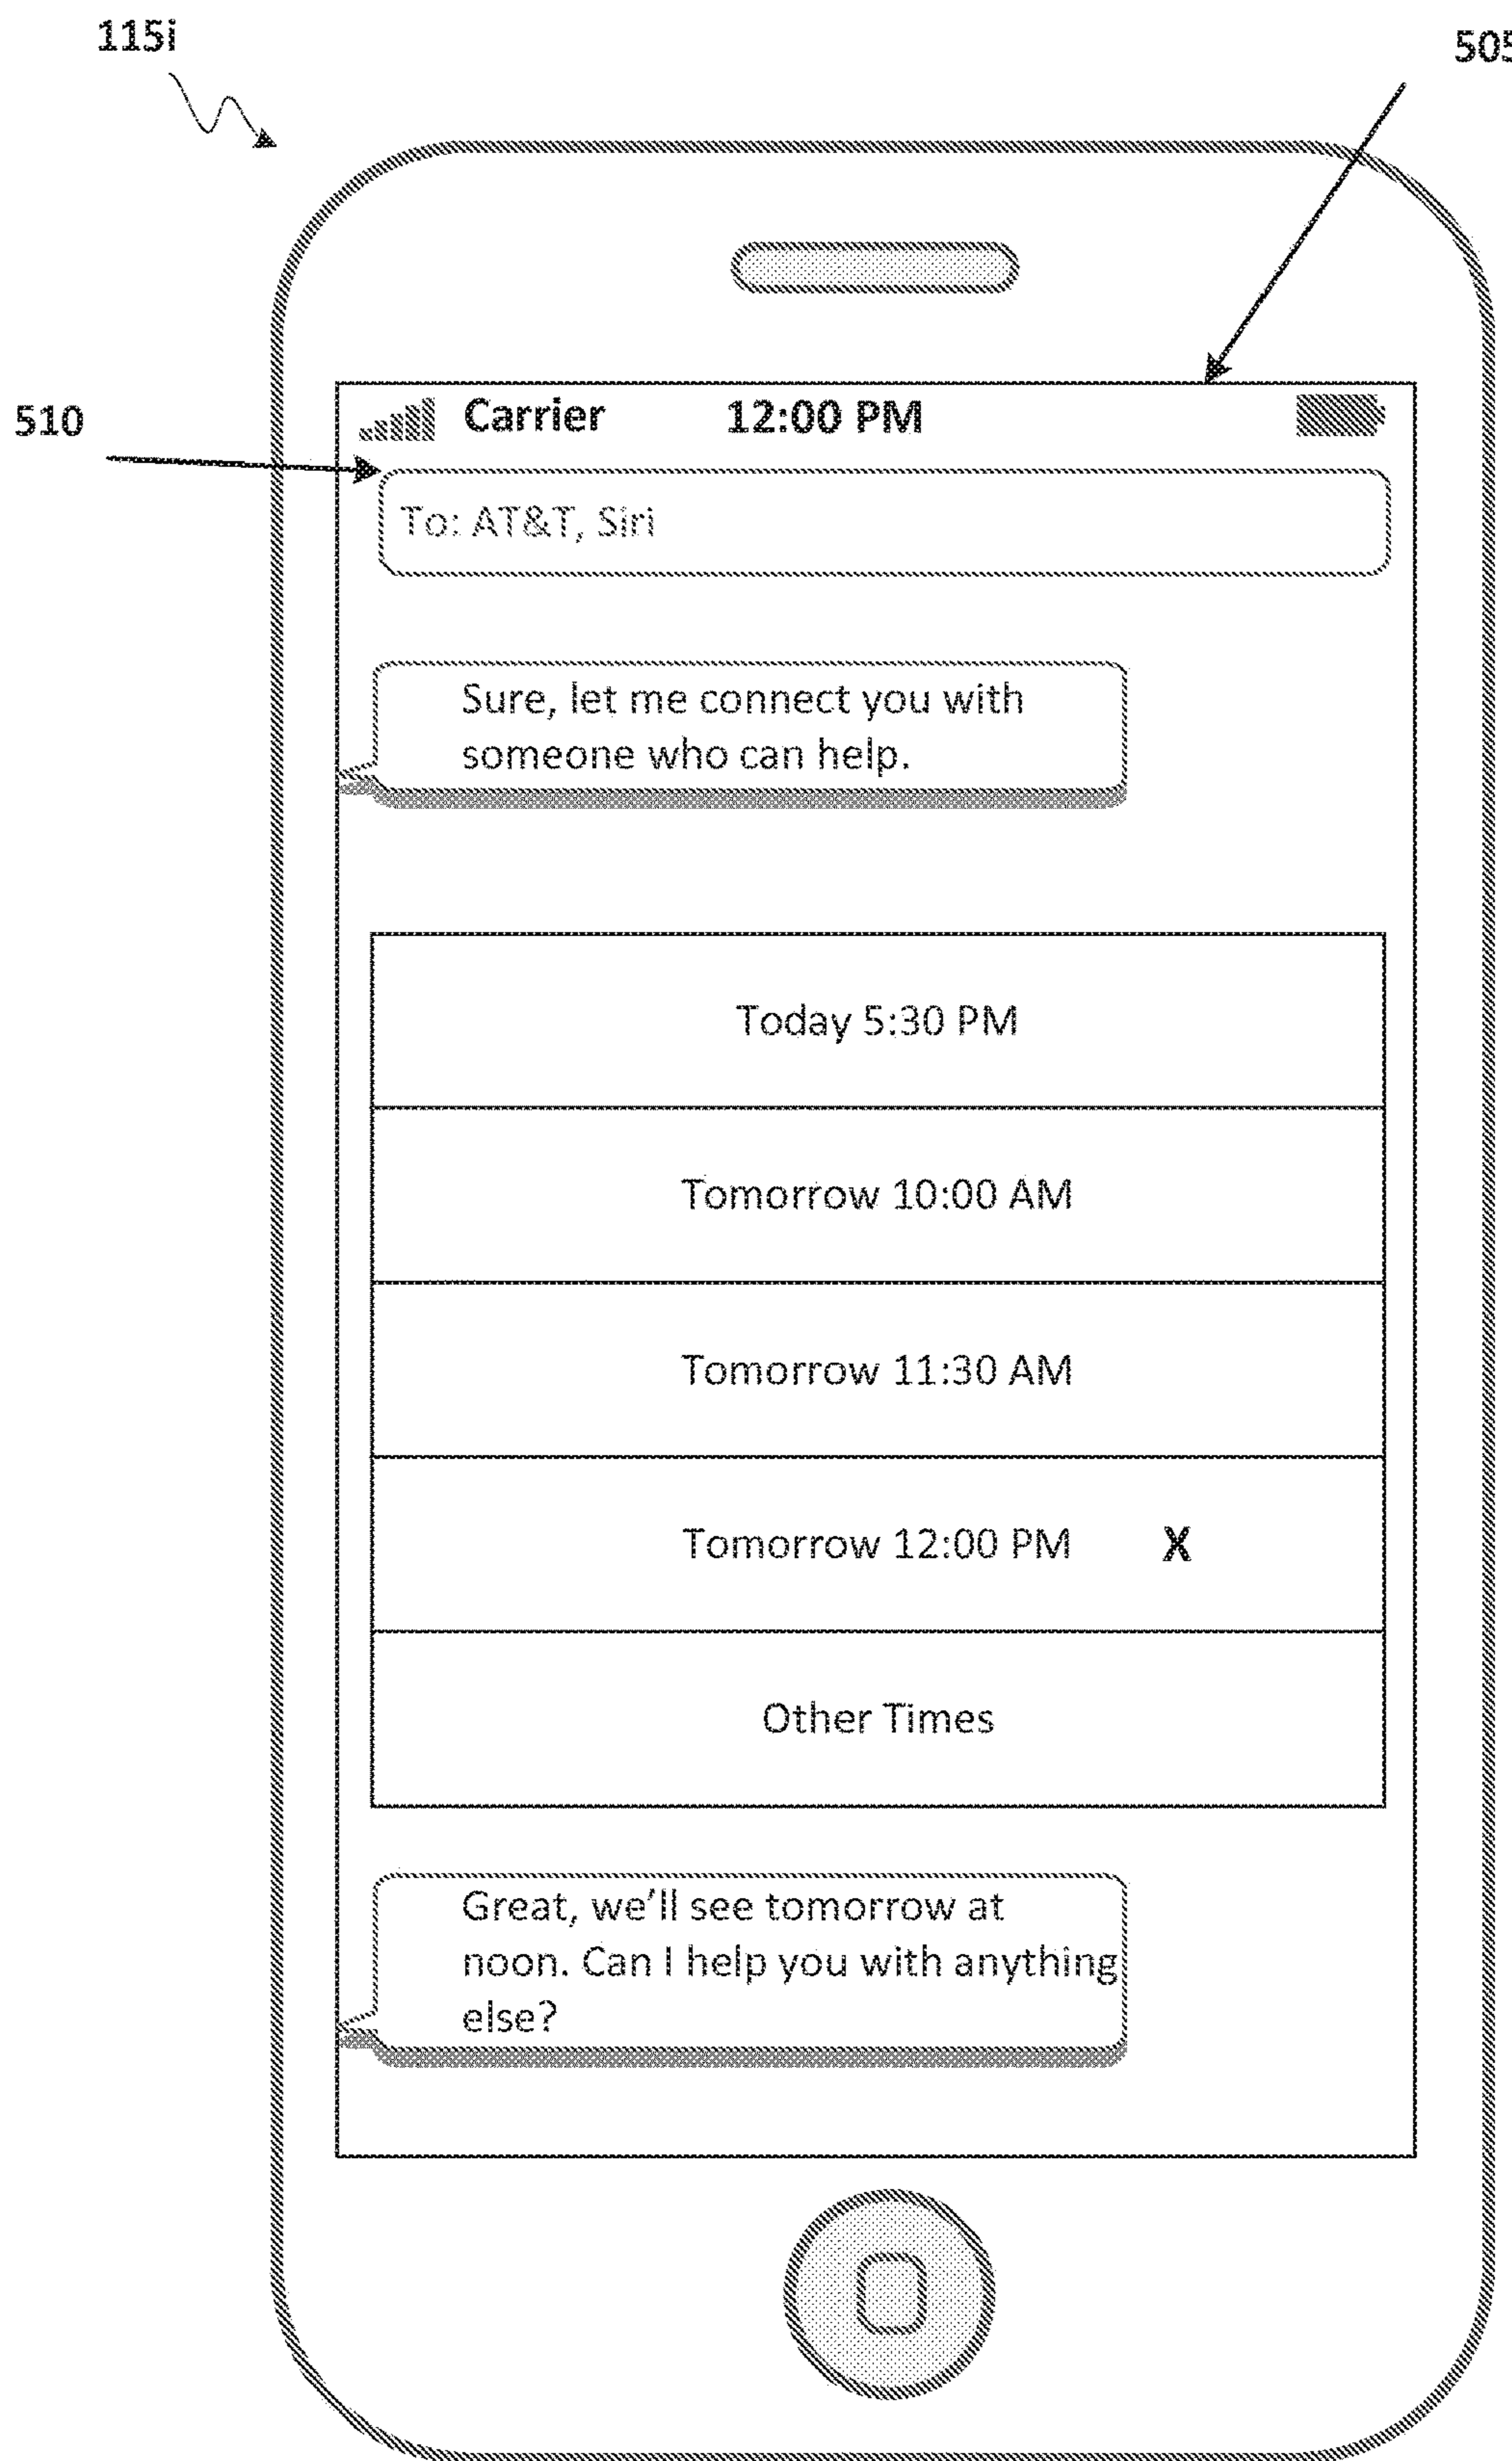 115i
505
510
Carrier 12:00 PM
To: AT&T, Siri
Sure, let me connect you with
someone who can help.
Today 5:30 PM
Tomorrow 10:00 AM
Tomorrow 11:30 AM
Tomorrow 12:00 PM X
Other Times
Great, we'll see tomorrow at
noon. Can I help you with anything
else?